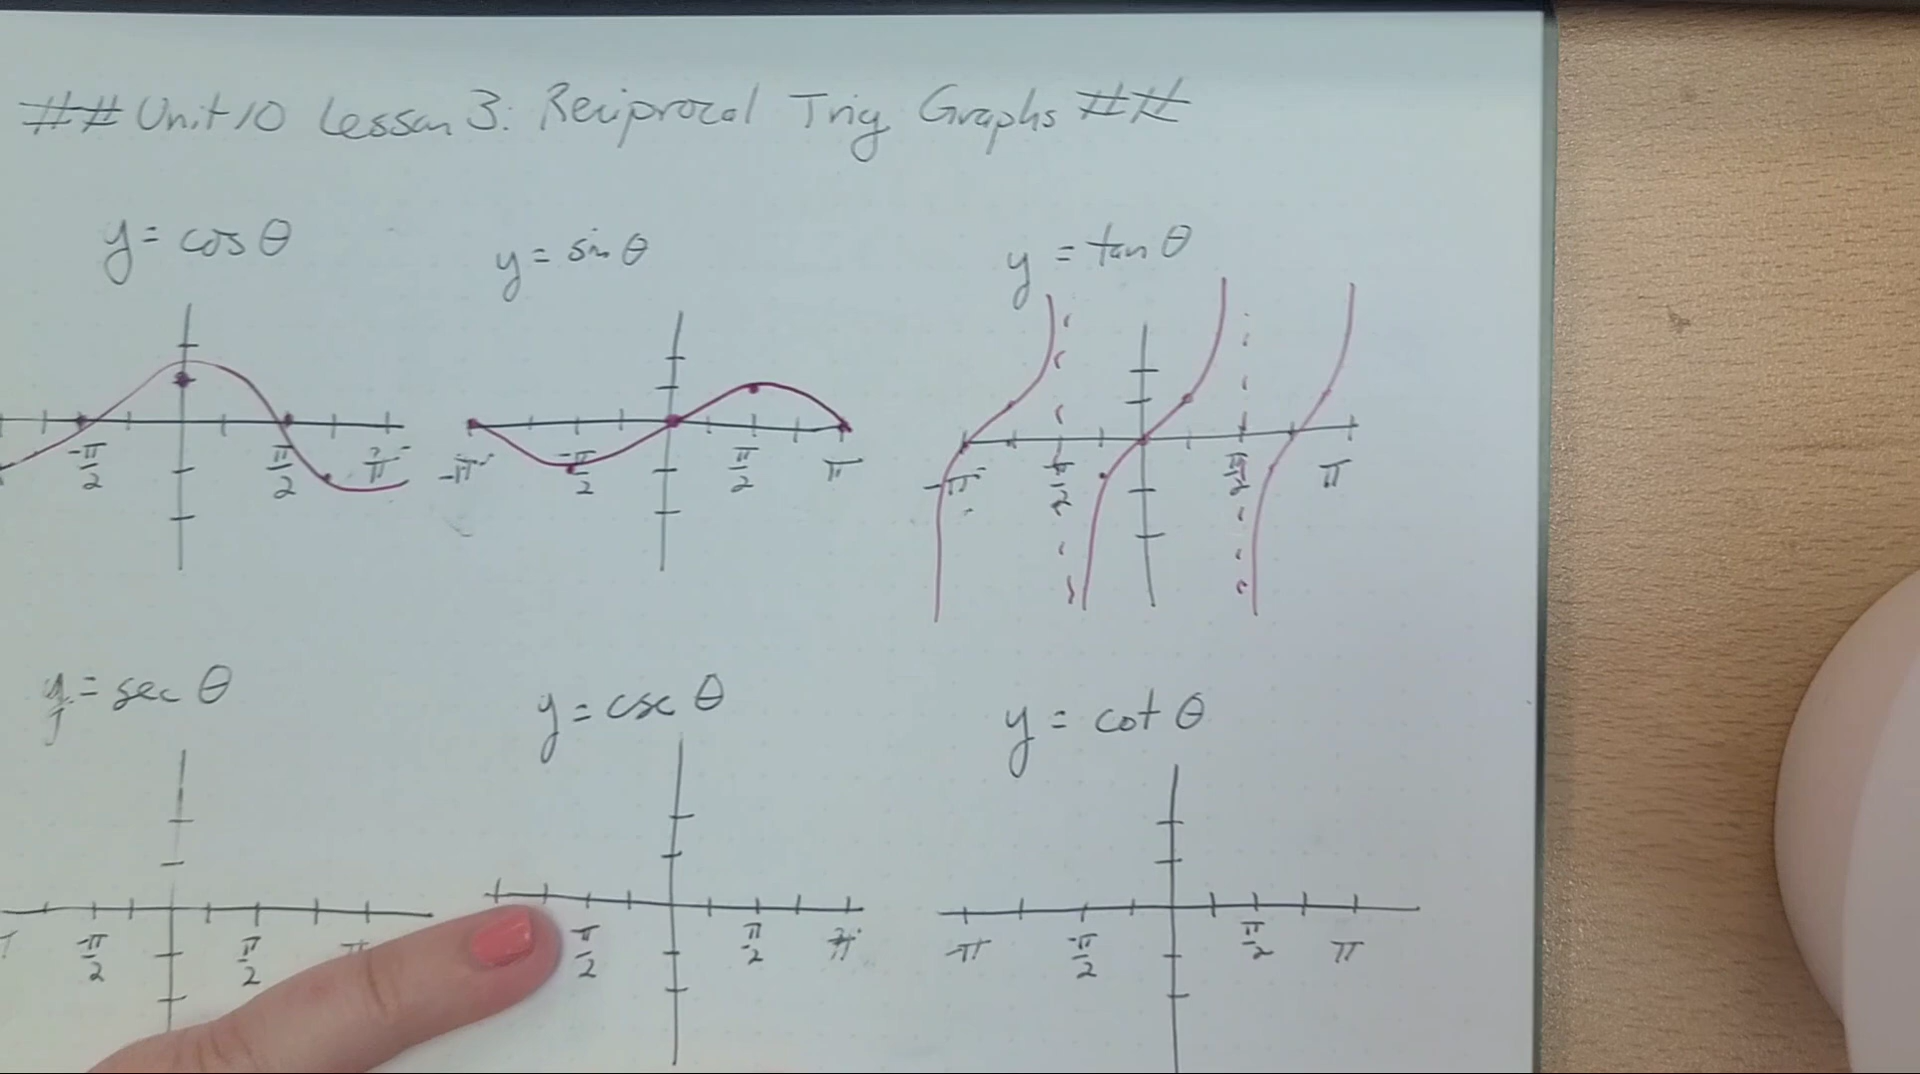 ## Unit 10 Lesson 3: Reciprocal Trig Graphs ##
y = cos θ
y = sin θ
y = tan θ
-π/2 π/2 π
-π -π/2 π/2 π
-π π/2 π
y = sec θ
y = csc θ
y = cot θ
-π/2 π/2 π
π/2 π/2 π
-π -π/2 π/2 π